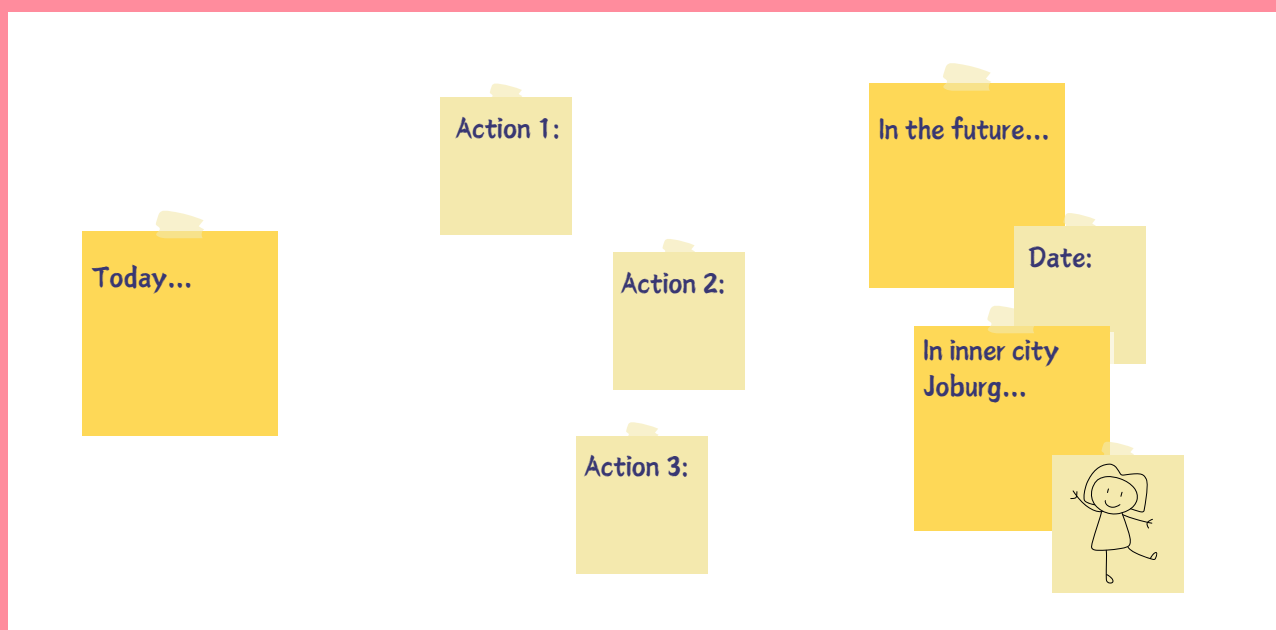 Today...
Action 1:
Action 2:
Action 3:
In the future...
Date:
In inner city
Joburg...